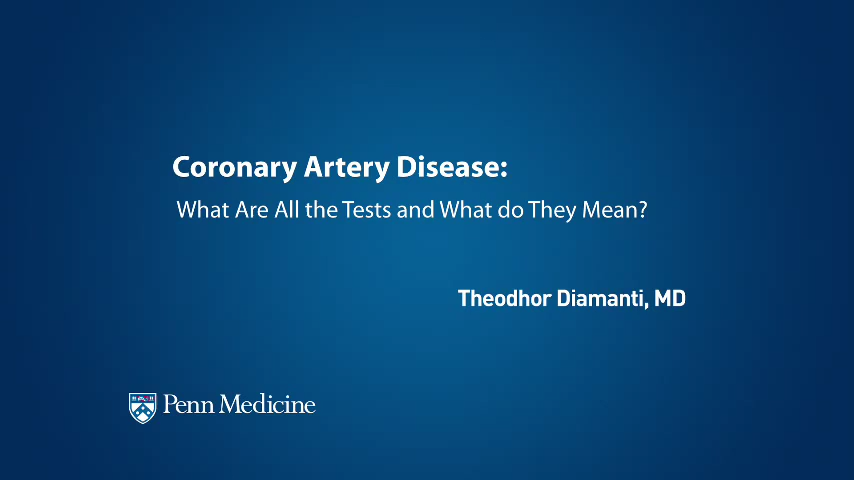 Coronary Artery Disease:
What Are All the Tests and What do They Mean?
Theodhor Diamanti, MD
Penn Medicine